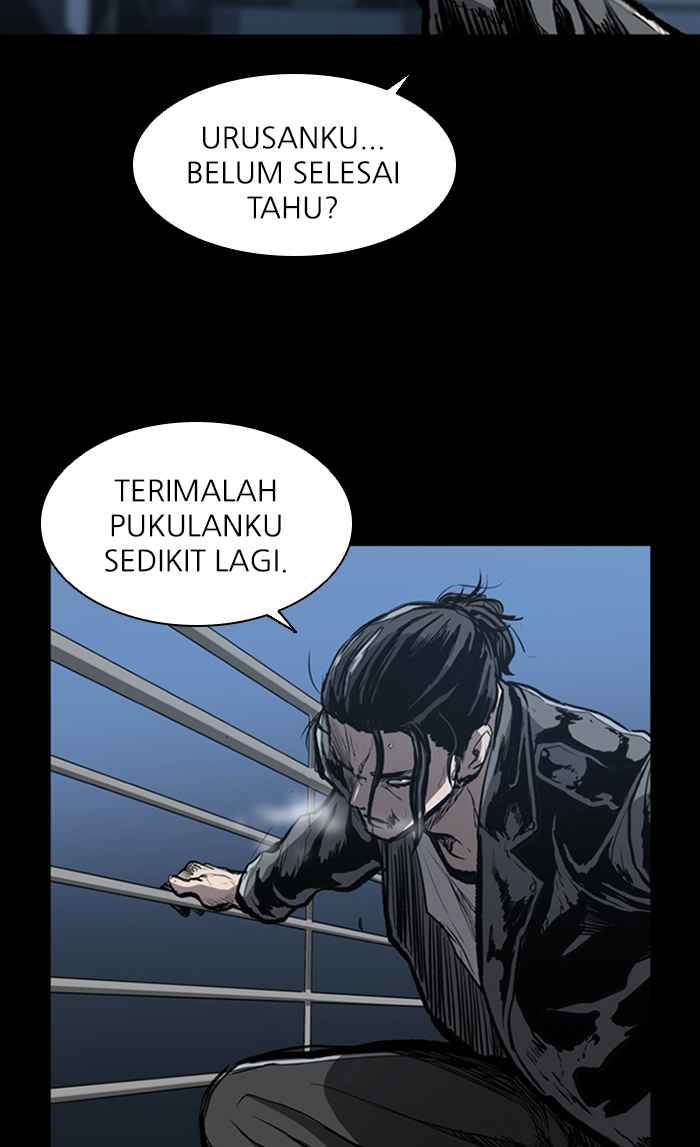 URUSANKU...
BELUM SELESAI
TAHU?
TERIMALAH
PUKULANKU
SEDIKIT LAGI.